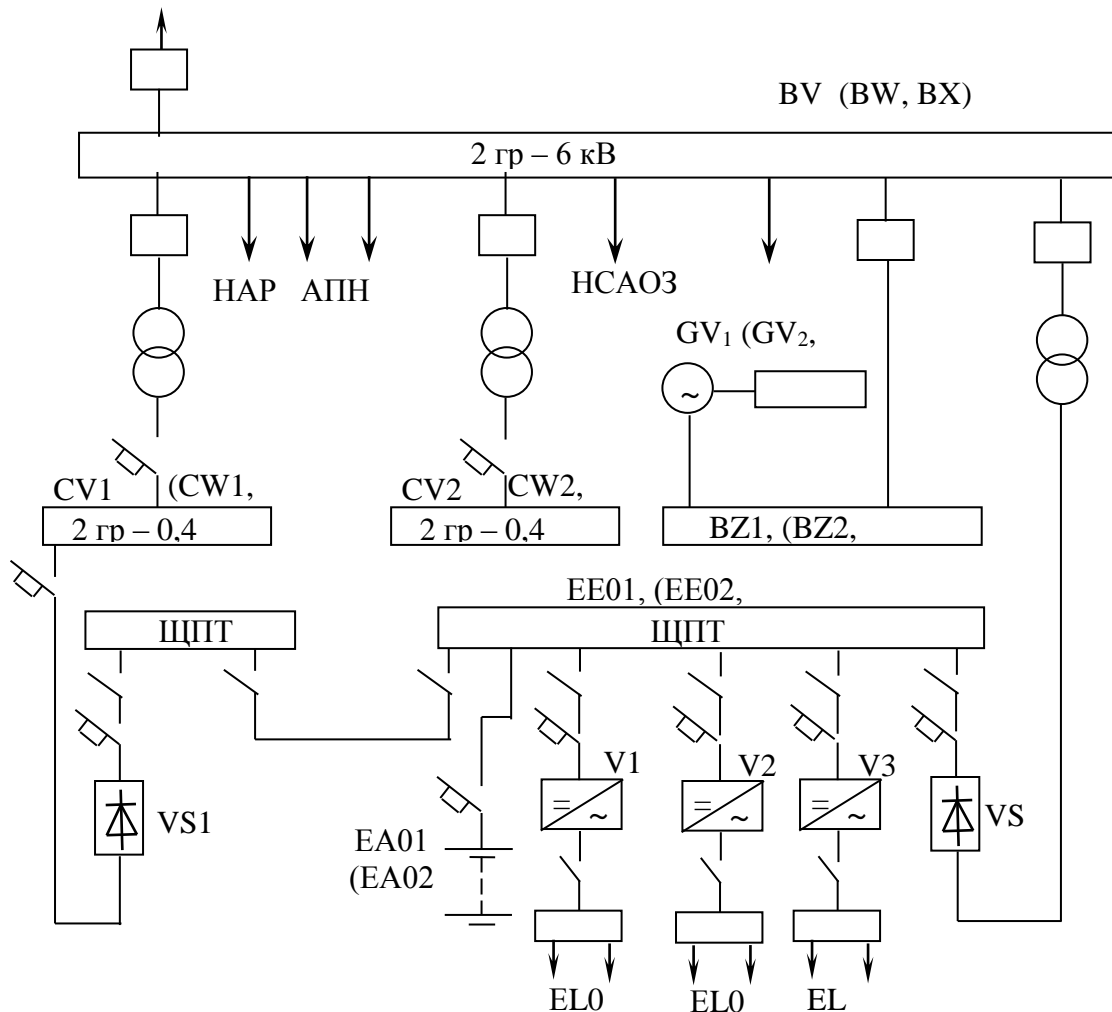 BV (BW, BX)
2 гр – 6 кВ
НАР АПН НСАОЗ
GV₁ (GV₂,
~
CV1 (CW1, CV2 CW2,
2 гр – 0,4 2 гр – 0,4 BZ1, (BZ2,
EE01, (EE02,
ЩПТ ЩПТ
V1 V2 V3
= ~ = ~ = ~
VS1 VS
EA01
(EA02
EL0 EL0 EL